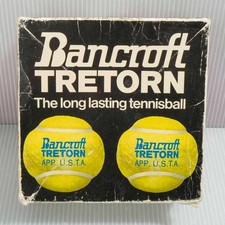 Bancroft
TRETORN
The long lasting tennisball
Bancroft
TRETORN
APP. U.S.T.A.
Bancroft
TRETORN
APP. U.S.T.A.